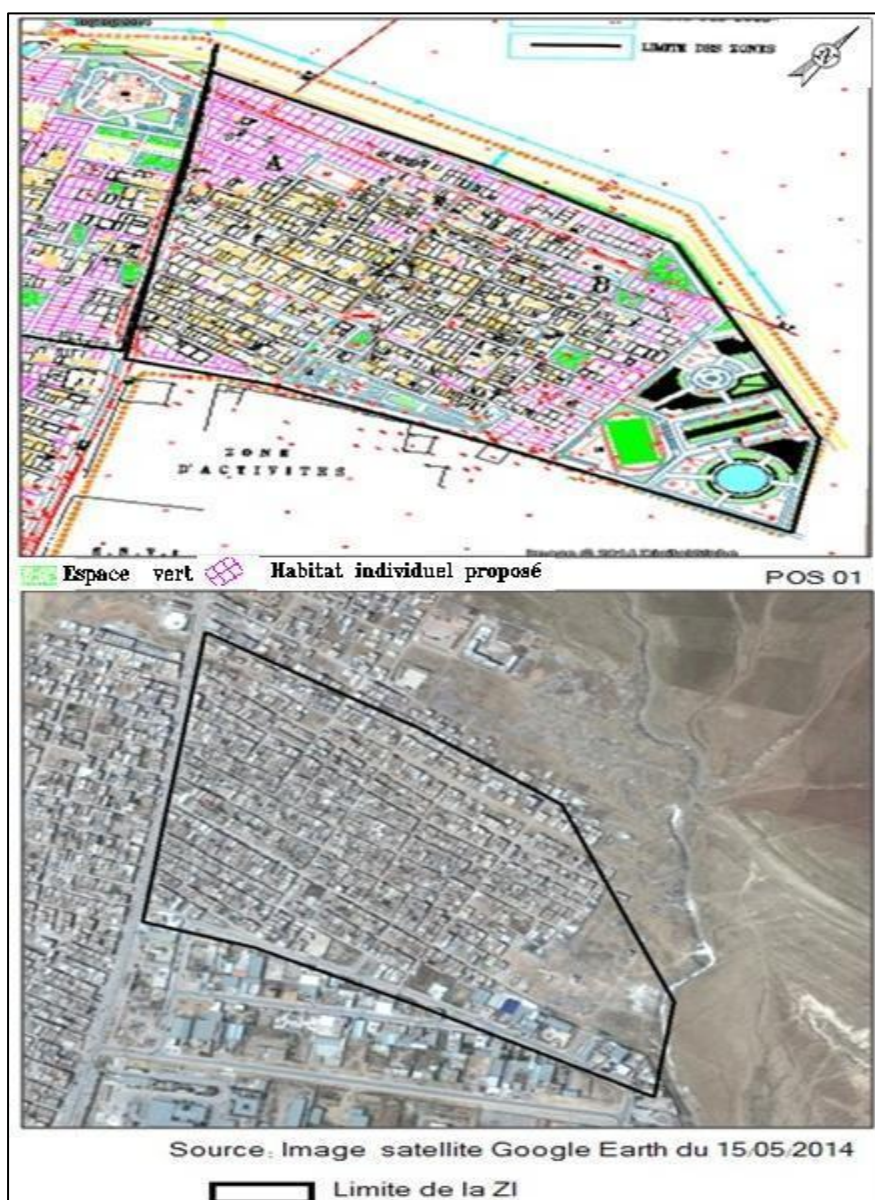 LIMITE DES ZONES
A
B
ZONE
D'ACTIVITES
Espace vert
Habitat individuel proposé
POS 01
Source: Image satellite Google Earth du 15/05/2014
Limite de la ZI